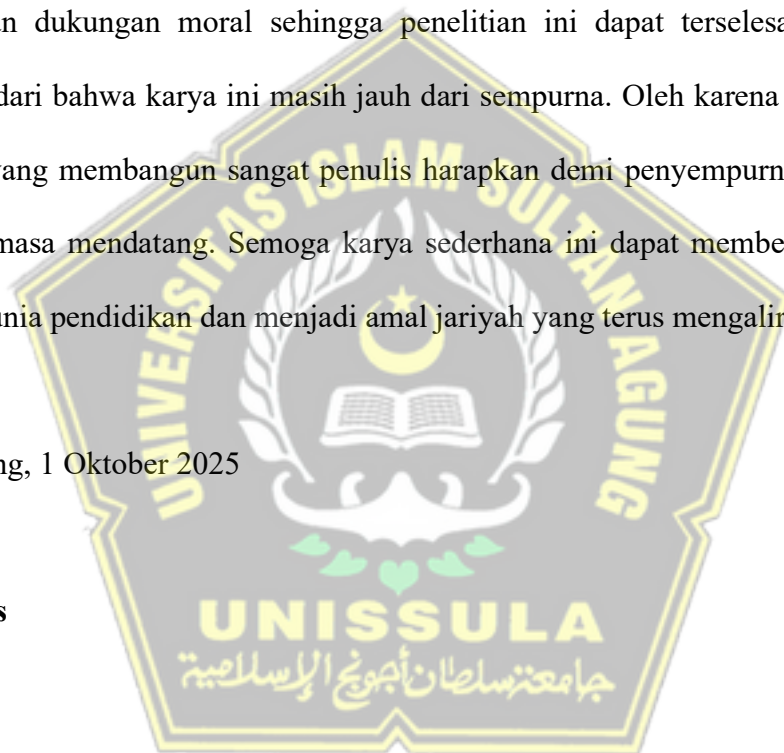 an dukungan moral sehingga penelitian ini dapat terselesa
dari bahwa karya ini masih jauh dari sempurna. Oleh karena
yang membangun sangat penulis harapkan demi penyempurn
masa mendatang. Semoga karya sederhana ini dapat membe
unia pendidikan dan menjadi amal jariyah yang terus mengalir
ng, 1 Oktober 2025
s
UNIVERSITAS ISLAM SULTAN AGUNG
UNISSULA
جامعتنسلطان أجونج الإسلامية